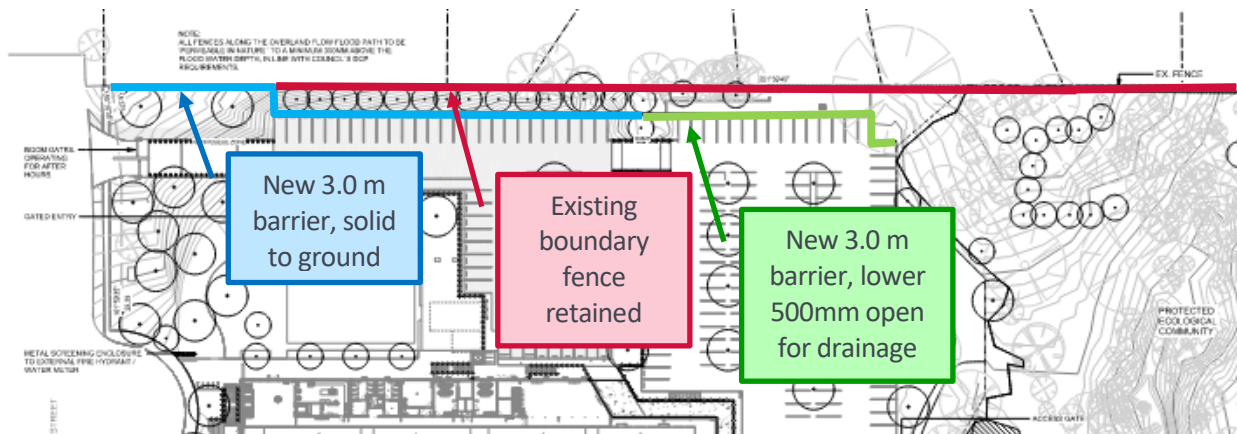 NOTE:
ALL FENCES ALONG THE OVERLAND FLOW FLOOD PATH TO BE
'PERMEABLE IN NATURE' TO A MINIMUM 300MM ABOVE THE
FLOOD WATER DEPTH, IN LINE WITH COUNCIL'S DCP
REQUIREMENTS.
EX. FENCE
BOOM GATES,
OPERATING
FOR AFTER
HOURS
GATED ENTRY
New 3.0 m
barrier, solid
to ground
Existing
boundary
fence
retained
New 3.0 m
barrier, lower
500mm open
for drainage
PROTECTED
ECOLOGICAL
COMMUNITY
METAL SCREENING ENCLOSURE
TO EXTERNAL FIRE HYDRANT /
WATER METER
STREET
ACCESS GATE